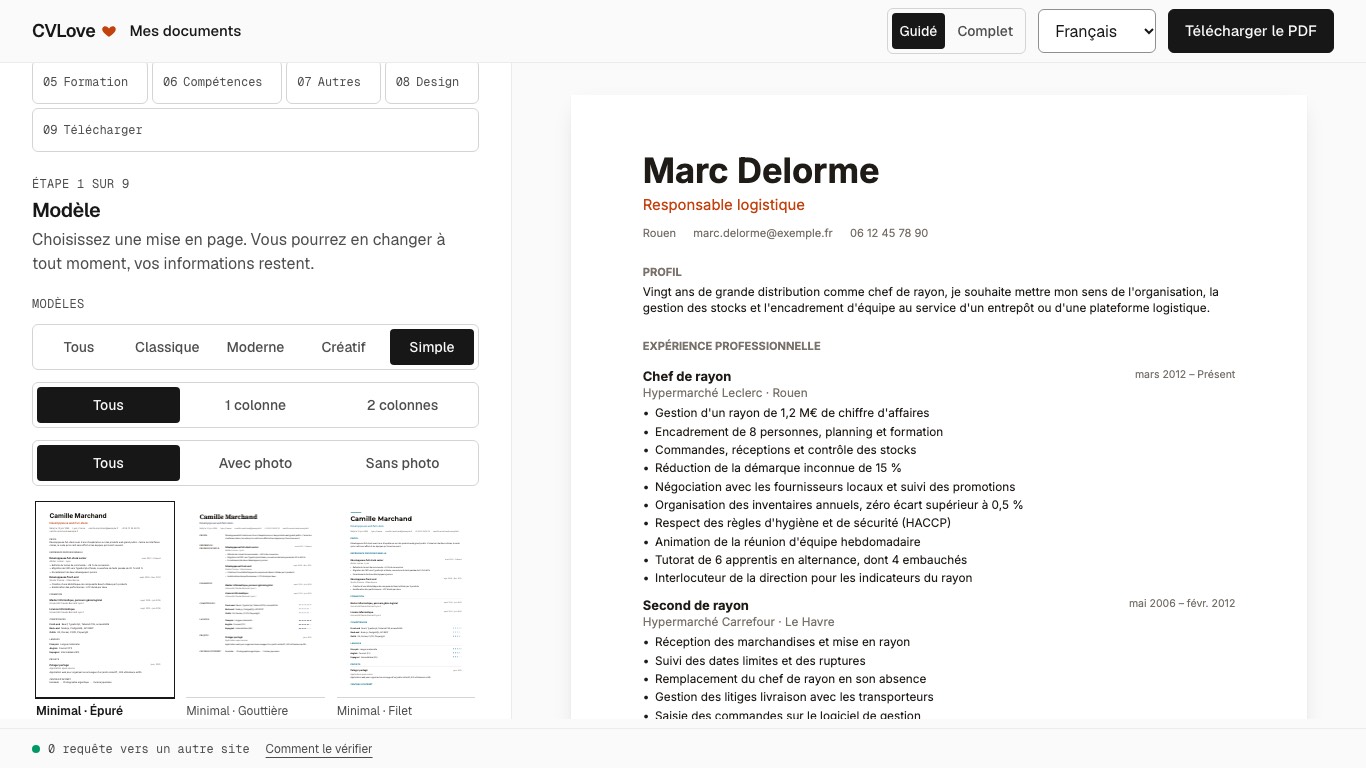 CVLove Mes documents
Guidé Complet Français Télécharger le PDF
05 Formation 06 Compétences 07 Autres 08 Design
09 Télécharger
ÉTAPE 1 SUR 9
Modèle
Choisissez une mise en page. Vous pourrez en changer à
tout moment, vos informations restent.
MODÈLES
Tous Classique Moderne Créatif Simple
Tous 1 colonne 2 colonnes
Tous Avec photo Sans photo
Camille Marchand
Camille Marchand
Camille Marchand
Minimal · Épuré Minimal · Gouttière Minimal · Filet
Marc Delorme
Responsable logistique
Rouen marc.delorme@exemple.fr 06 12 45 78 90
PROFIL
Vingt ans de grande distribution comme chef de rayon, je souhaite mettre mon sens de l'organisation, la
gestion des stocks et l'encadrement d'équipe au service d'un entrepôt ou d'une plateforme logistique.
EXPÉRIENCE PROFESSIONNELLE
Chef de rayon mars 2012 – Présent
Hypermarché Leclerc · Rouen
• Gestion d'un rayon de 1,2 M€ de chiffre d'affaires
• Encadrement de 8 personnes, planning et formation
• Commandes, réceptions et contrôle des stocks
• Réduction de la démarque inconnue de 15 %
• Négociation avec les fournisseurs locaux et suivi des promotions
• Organisation des inventaires annuels, zéro écart supérieur à 0,5 %
• Respect des règles d'hygiène et de sécurité (HACCP)
• Animation de la réunion d'équipe hebdomadaire
• Tutorat de 6 apprentis en alternance, dont 4 embauchés
• Interlocuteur de la direction pour les indicateurs du rayon
Second de rayon mai 2006 – févr. 2012
Hypermarché Carrefour · Le Havre
• Réception des marchandises et mise en rayon
• Suivi des dates limites et des ruptures
• Remplacement du chef de rayon en son absence
• Gestion des litiges livraison avec les transporteurs
• Saisie des commandes sur le logiciel de gestion
0 requête vers un autre site Comment le vérifier